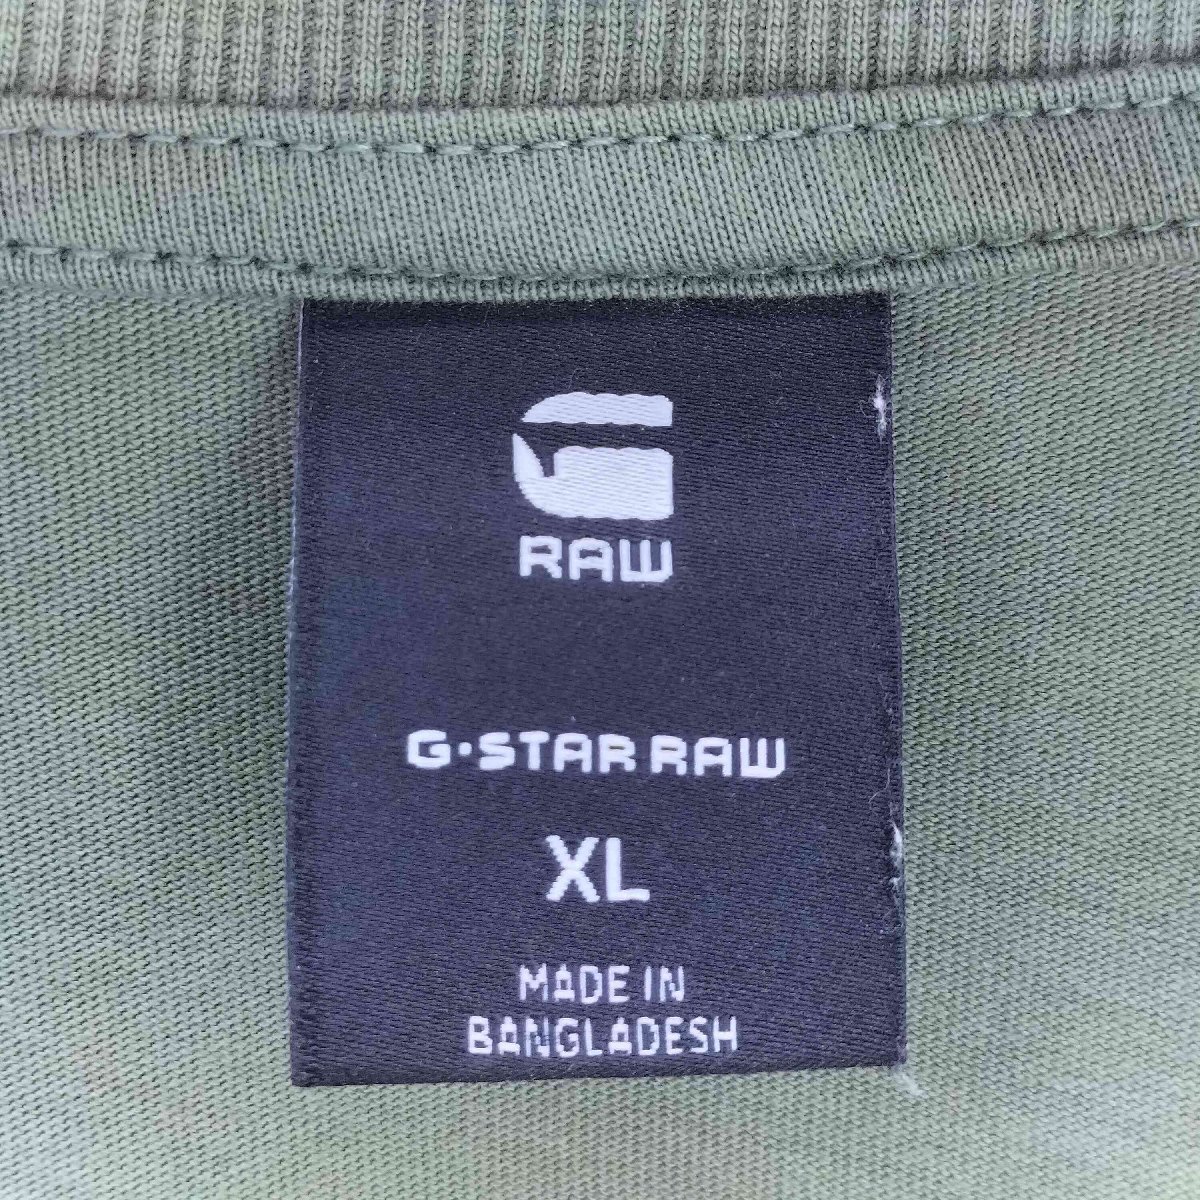 G
RAW
G·STAR RAW
XL
MADE IN
BANGLADESH